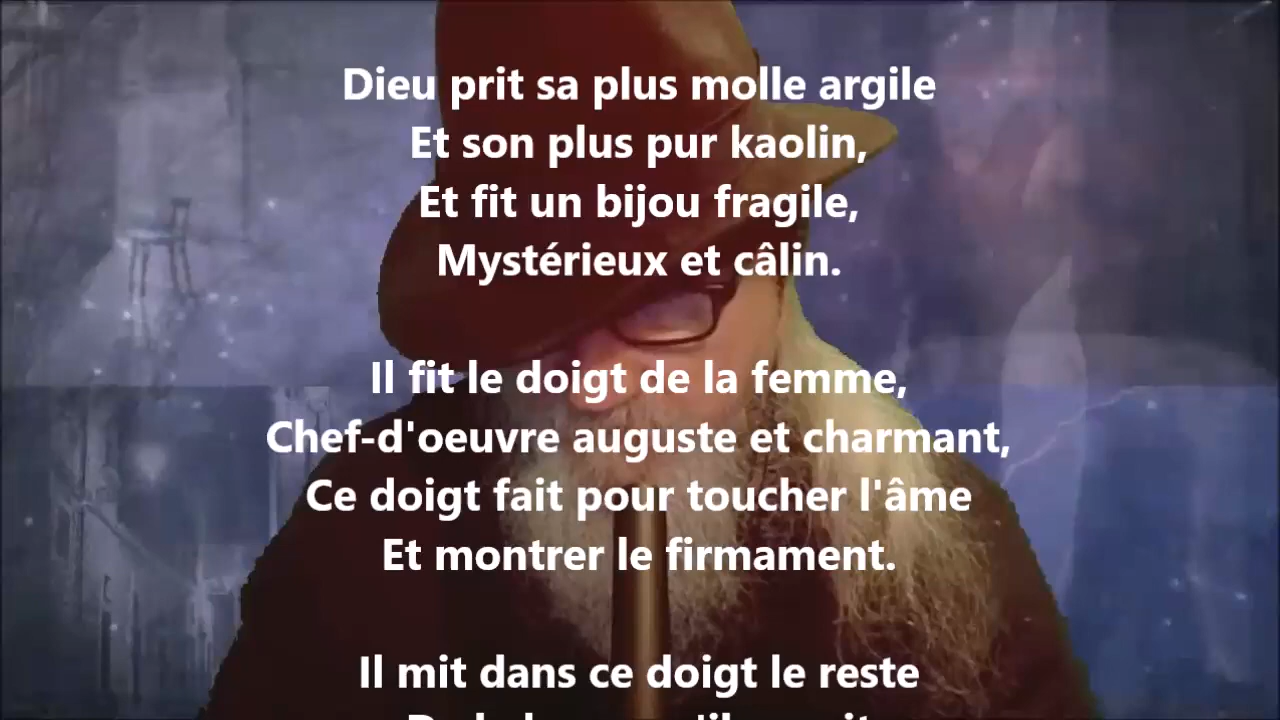 Dieu prit sa plus molle argile
Et son plus pur kaolin,
Et fit un bijou fragile,
Mystérieux et câlin.
Il fit le doigt de la femme,
Chef-d'oeuvre auguste et charmant,
Ce doigt fait pour toucher l'âme
Et montrer le firmament.
Il mit dans ce doigt le reste